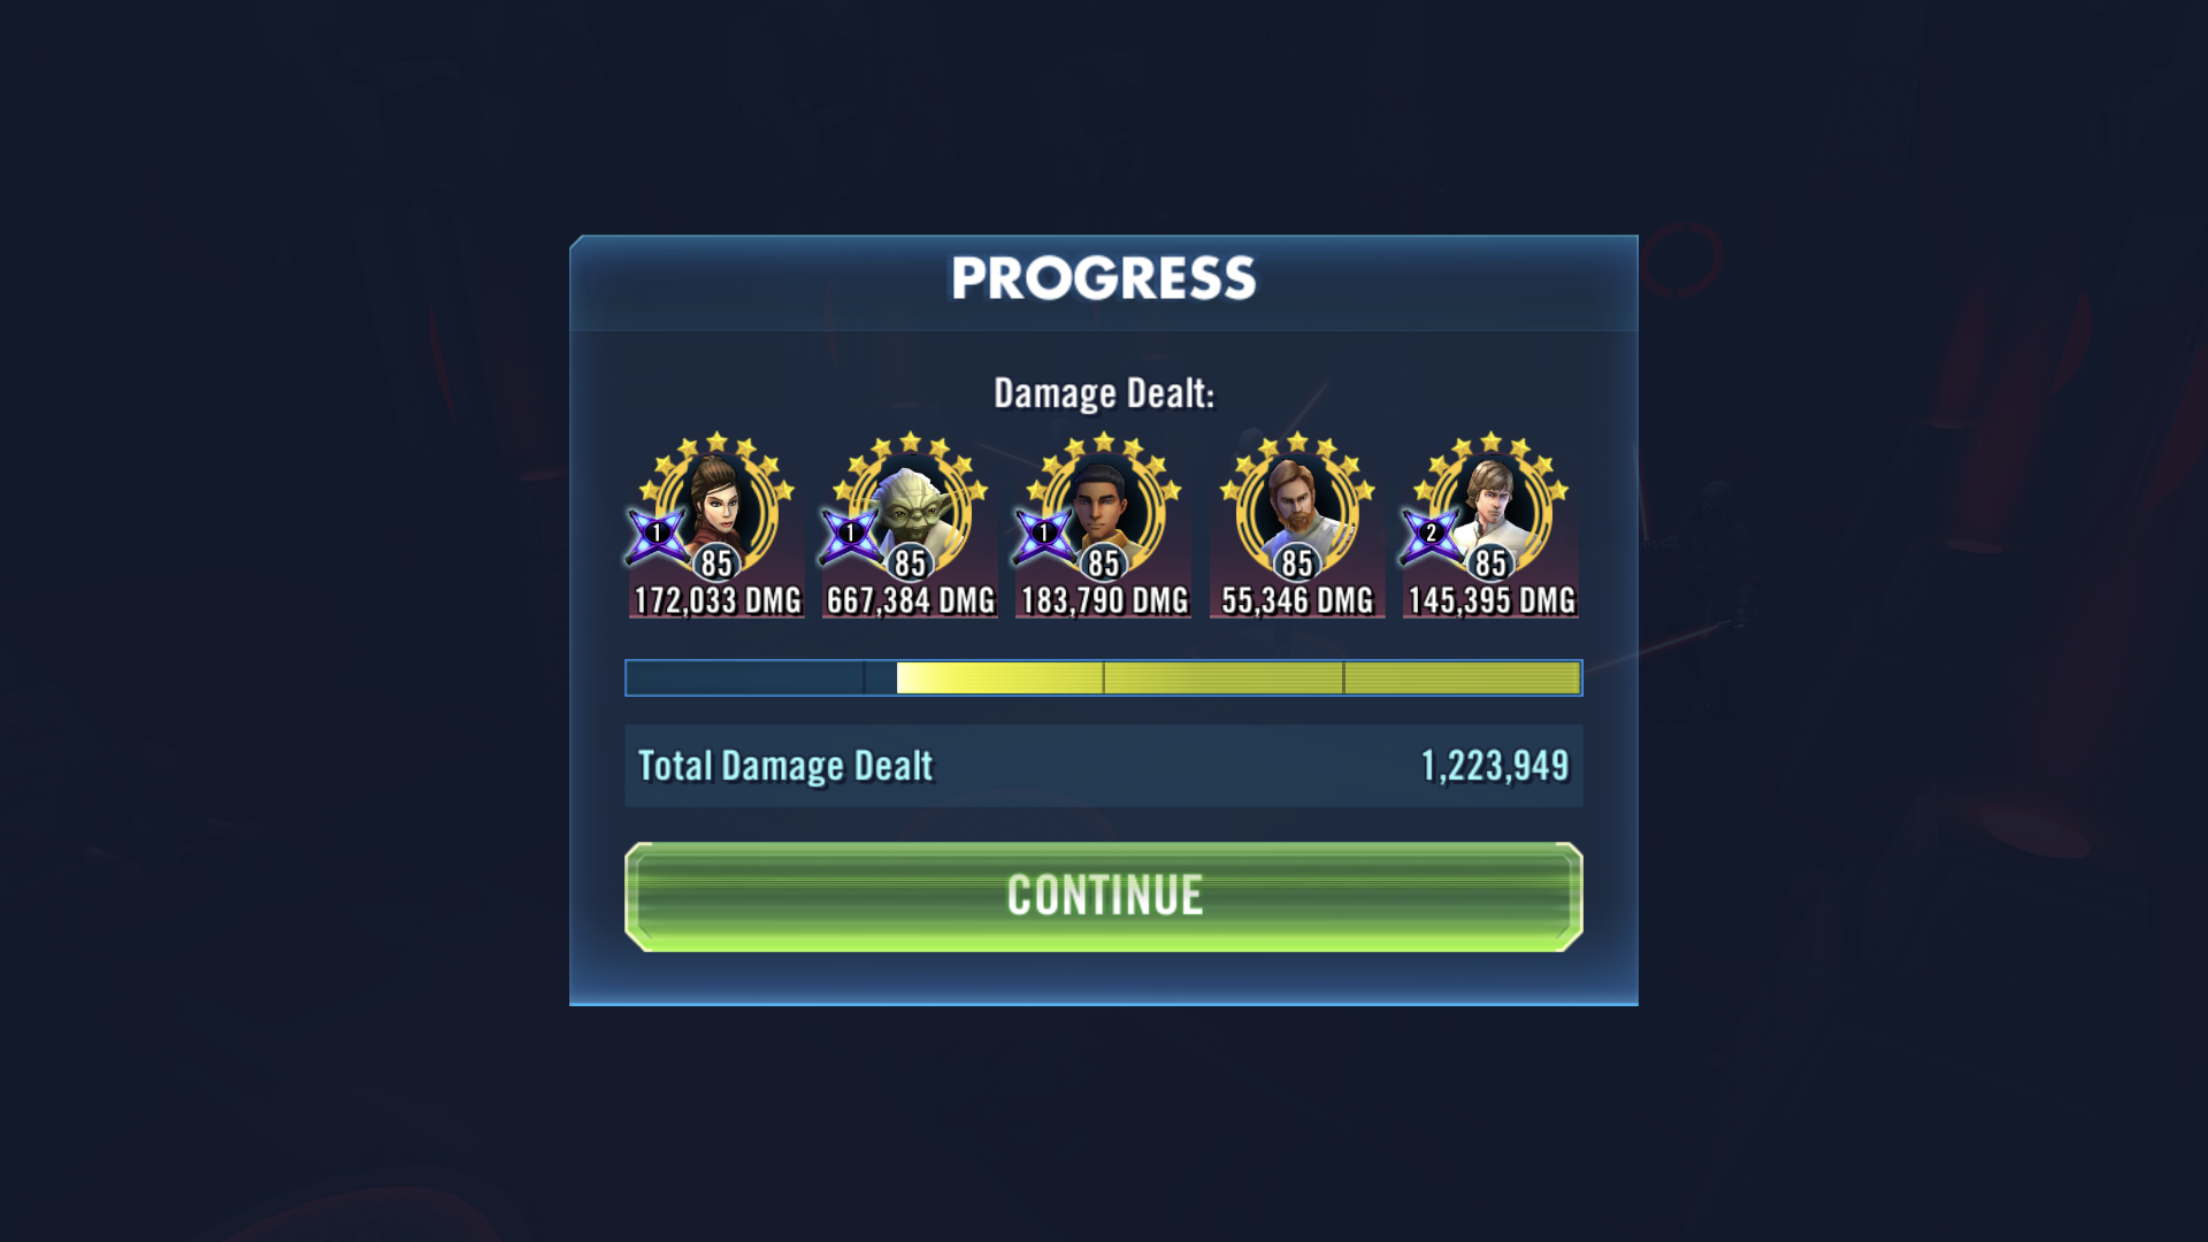 PROGRESS
Damage Dealt:
1 1 1 2
85 85 85 85 85
172,033 DMG 667,384 DMG 183,790 DMG 55,346 DMG 145,395 DMG
Total Damage Dealt 1,223,949
CONTINUE